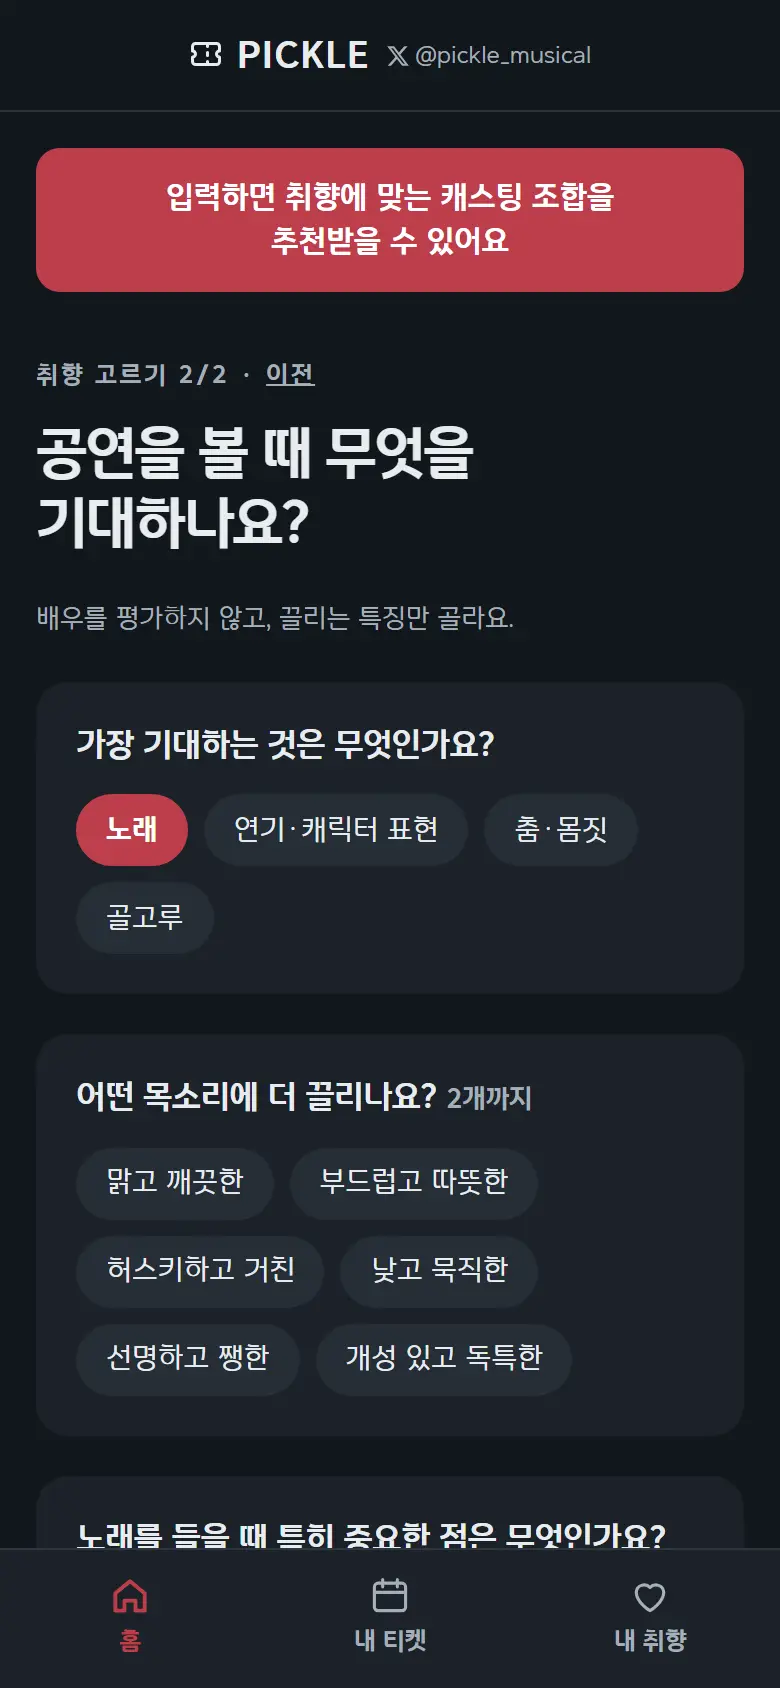 PICKLE @pickle_musical
입력하면 취향에 맞는 캐스팅 조합을
추천받을 수 있어요
취향 고르기 2/2 · 이전
공연을 볼 때 무엇을
기대하나요?
배우를 평가하지 않고, 끌리는 특징만 골라요.
가장 기대하는 것은 무엇인가요?
노래 연기·캐릭터 표현 춤·몸짓
골고루
어떤 목소리에 더 끌리나요? 2개까지
맑고 깨끗한 부드럽고 따뜻한
허스키하고 거친 낮고 묵직한
선명하고 쨍한 개성 있고 독특한
노래를 들을 때 특히 중요한 점은 무엇인가요?
홈 내 티켓 내 취향